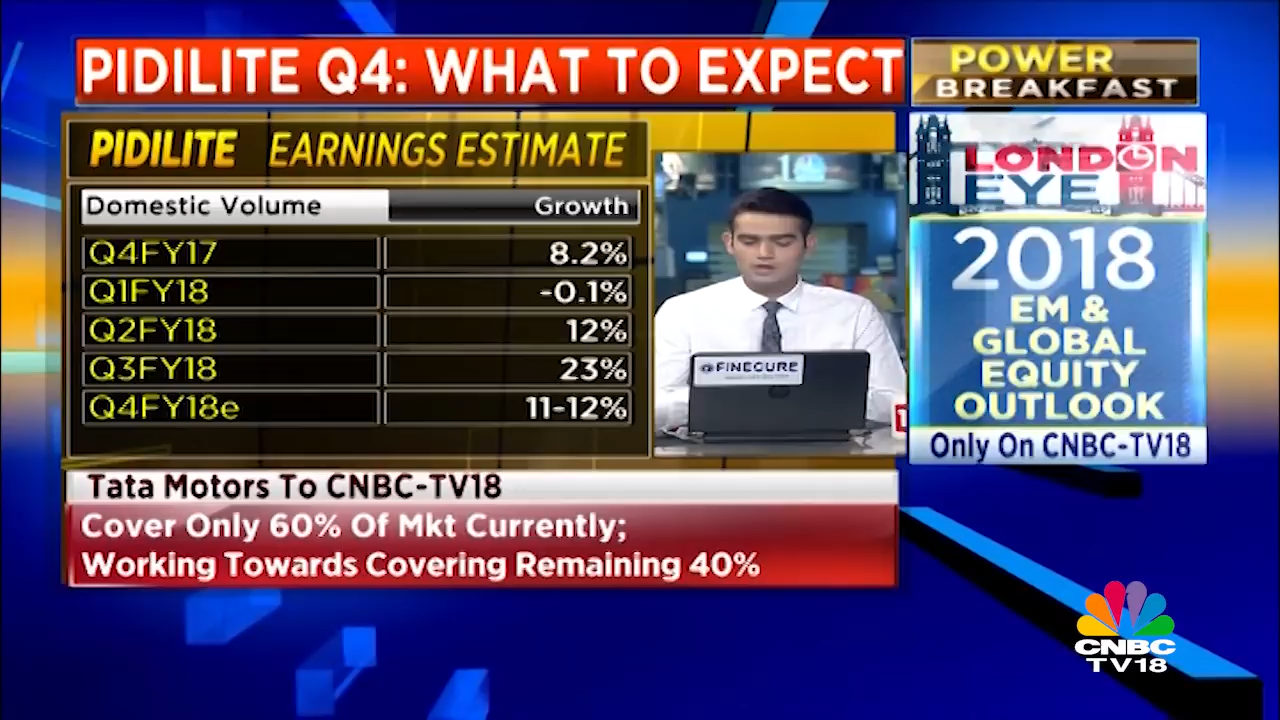 PIDILITE Q4: WHAT TO EXPECT
POWER
BREAKFAST
PIDILITE EARNINGS ESTIMATE
Domestic Volume Growth
Q4FY17 8.2%
Q1FY18 -0.1%
Q2FY18 12%
Q3FY18 23%
Q4FY18e 11-12%
FINECURE
LONDON
EYE
2018
EM &
GLOBAL
EQUITY
OUTLOOK
Only On CNBC-TV18
Tata Motors To CNBC-TV18
Cover Only 60% Of Mkt Currently;
Working Towards Covering Remaining 40%
CNBC
TV18